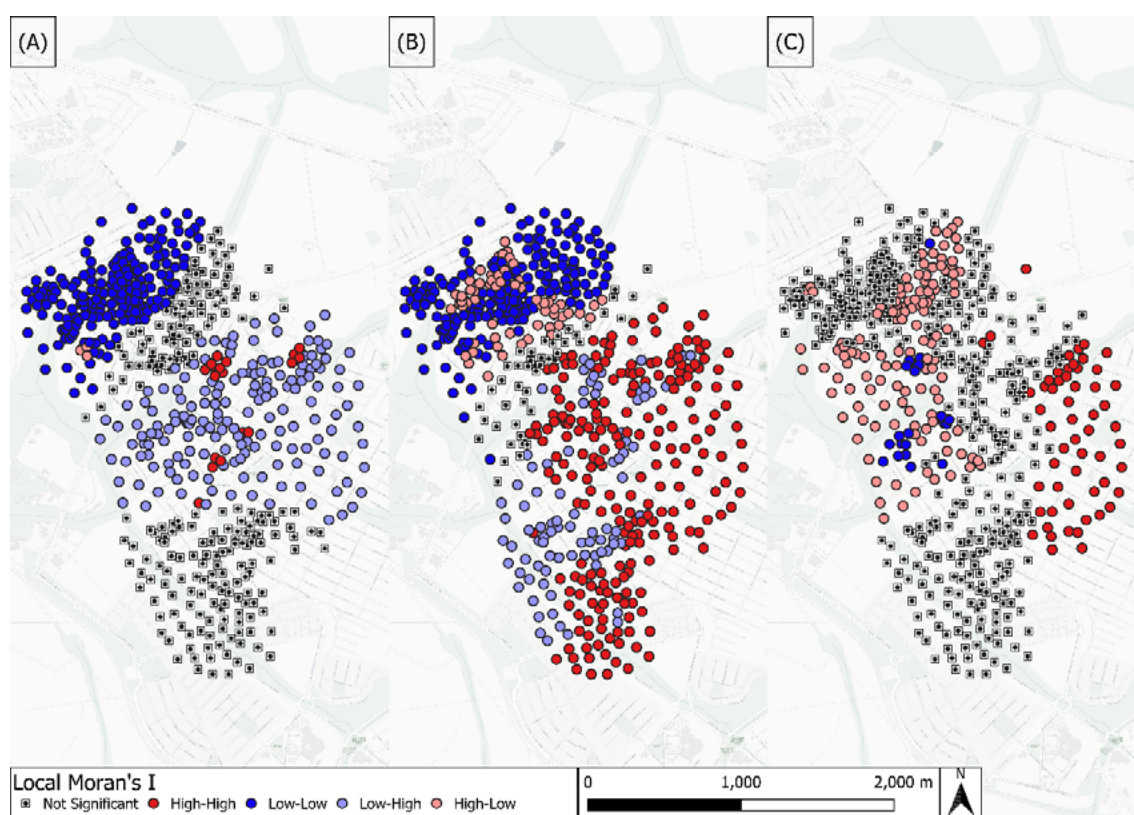 (A)
(B)
(C)
Local Moran's I
Not Significant High-High Low-Low Low-High High-Low
0 1,000 2,000 m
N